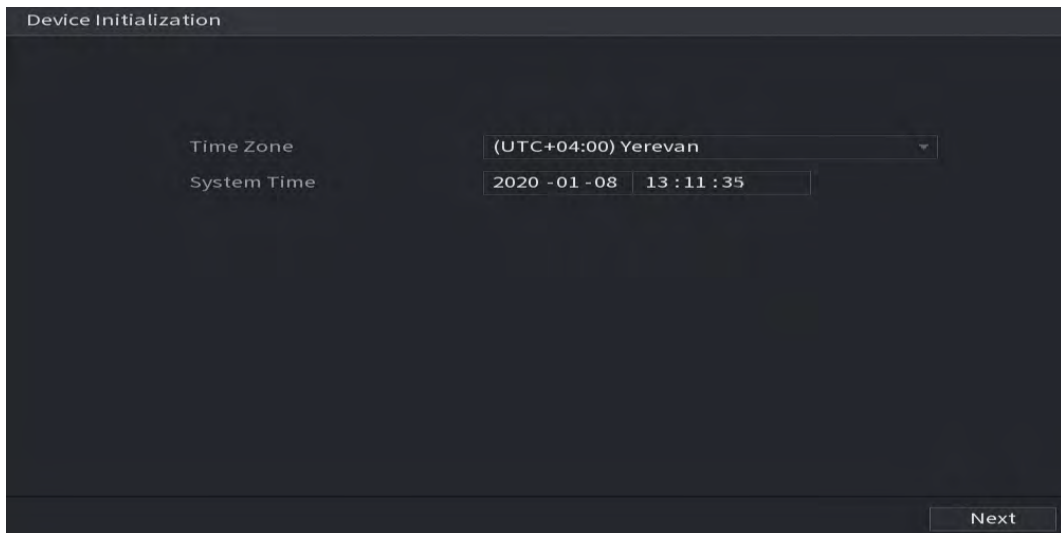 Device Initialization
Time Zone (UTC+04:00) Yerevan
System Time 2020 -01 -08 13 : 11 : 35
Next